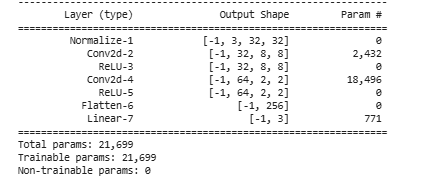 ----------------------------------------------------------------
Layer (type) Output Shape Param #
================================================================
Normalize-1 [-1, 3, 32, 32] 0
Conv2d-2 [-1, 32, 8, 8] 2,432
ReLU-3 [-1, 32, 8, 8] 0
Conv2d-4 [-1, 64, 2, 2] 18,496
ReLU-5 [-1, 64, 2, 2] 0
Flatten-6 [-1, 256] 0
Linear-7 [-1, 3] 771
================================================================
Total params: 21,699
Trainable params: 21,699
Non-trainable params: 0